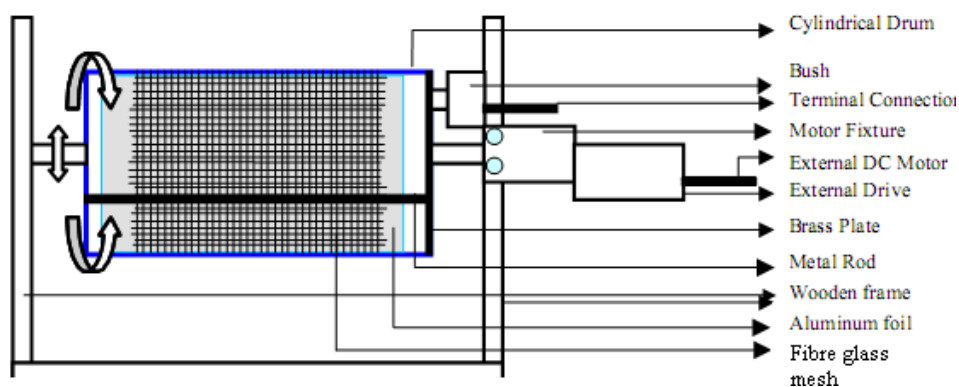 Cylindrical Drum
Bush
Terminal Connection
Motor Fixture
External DC Motor
External Drive
Brass Plate
Metal Rod
Wooden frame
Aluminum foil
Fibre glass
mesh